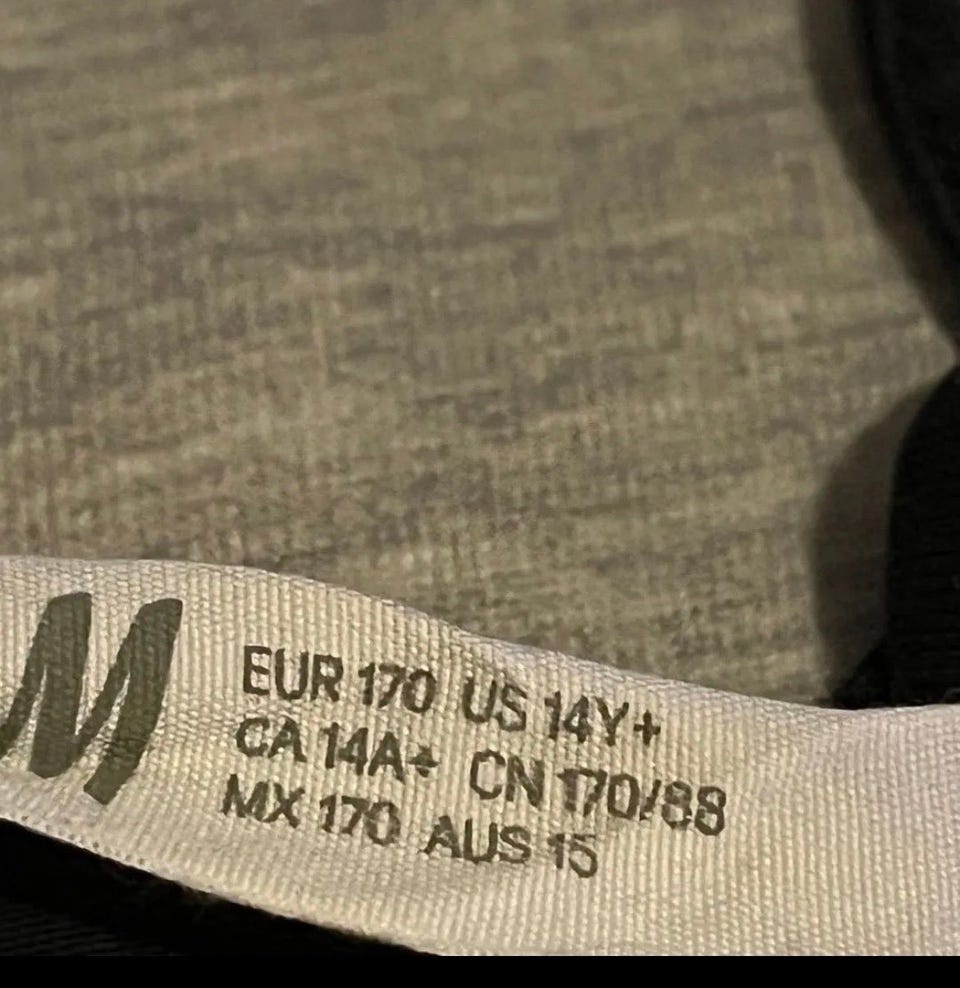 M
EUR 170 US 14Y+
CA 14A+ CN 170/88
MX 170 AUS 15